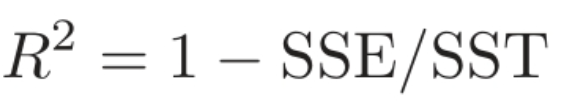 R² = 1 − SSE/SST